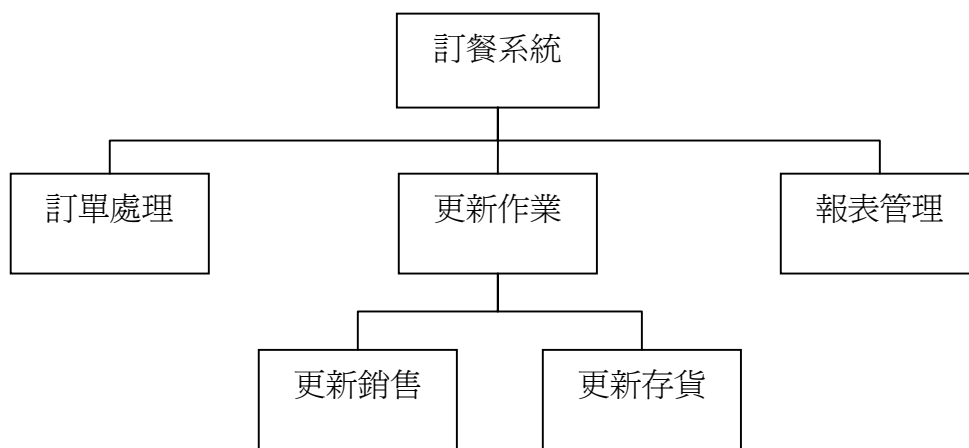 訂餐系統
訂單處理
更新作業
報表管理
更新銷售
更新存貨